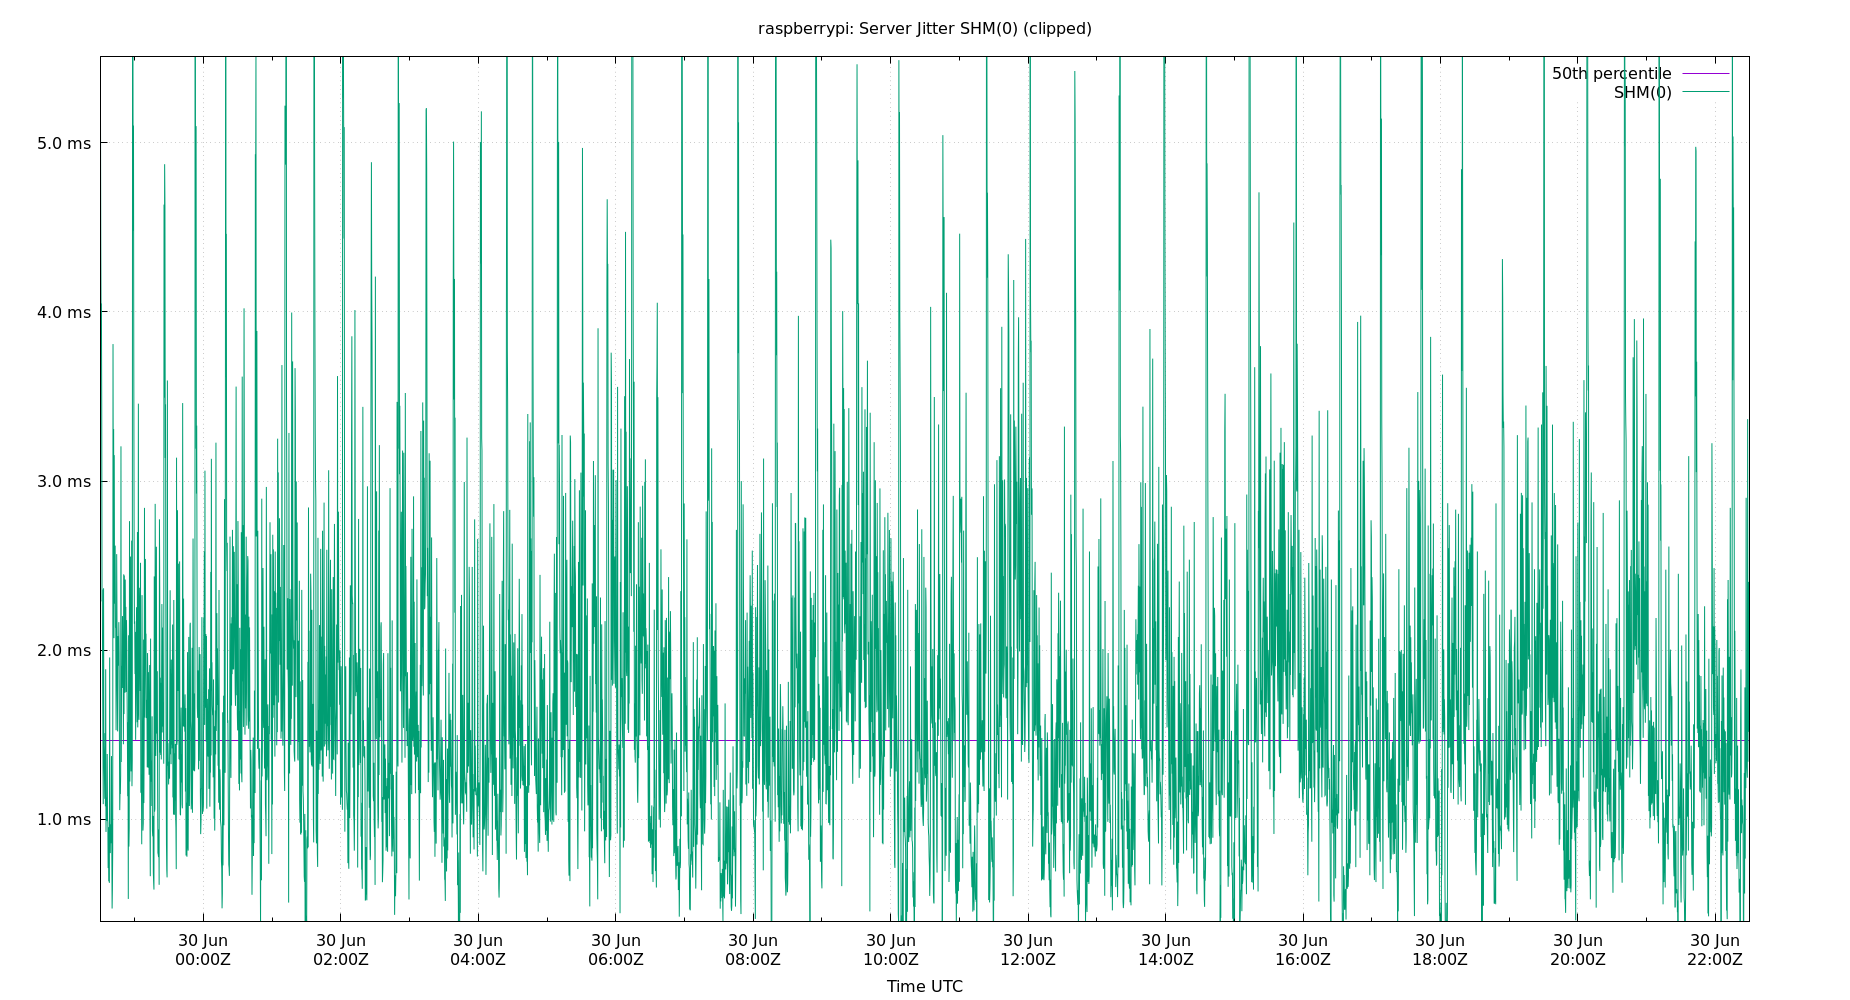 raspberrypi: Server Jitter SHM(0) (clipped)
50th percentile
SHM(0)
5.0 ms
4.0 ms
3.0 ms
2.0 ms
1.0 ms
30 Jun 30 Jun 30 Jun 30 Jun 30 Jun 30 Jun 30 Jun 30 Jun 30 Jun 30 Jun 30 Jun 30 Jun
00:00Z 02:00Z 04:00Z 06:00Z 08:00Z 10:00Z 12:00Z 14:00Z 16:00Z 18:00Z 20:00Z 22:00Z
Time UTC